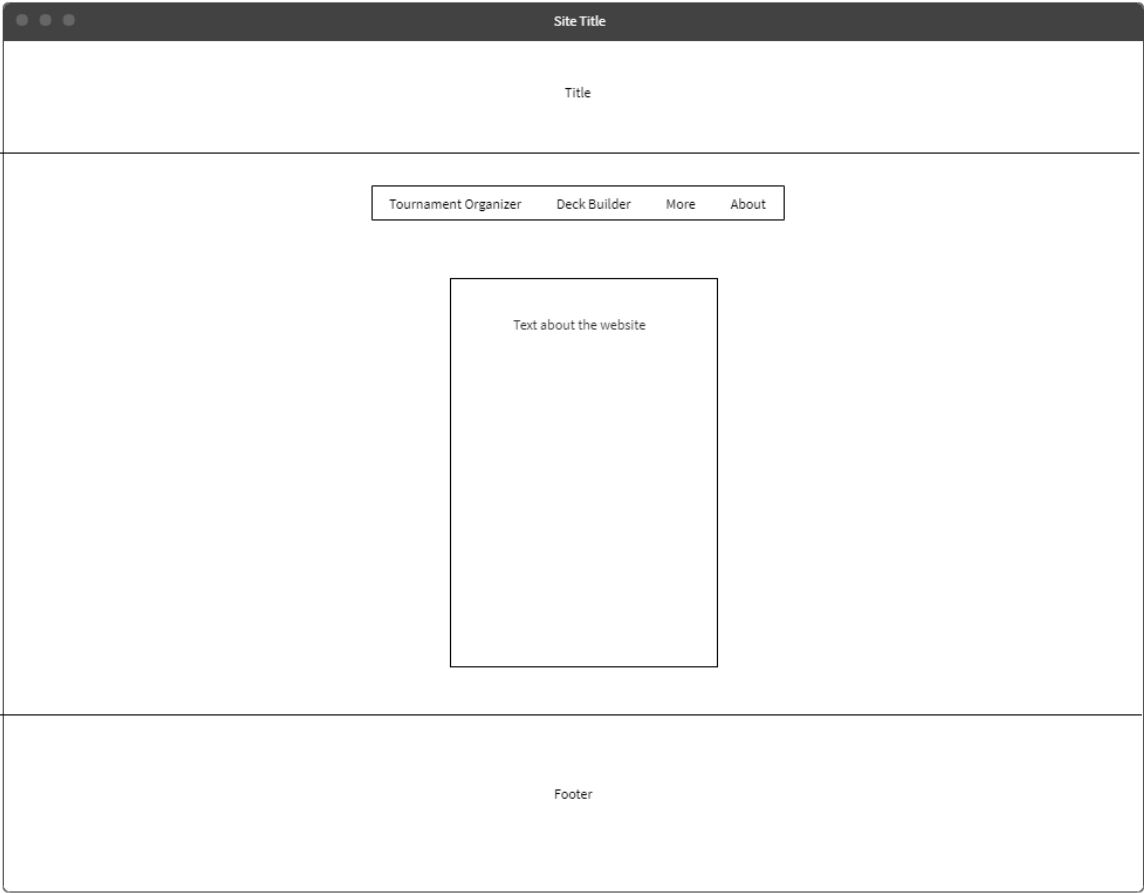 Site Title
Title
Tournament Organizer Deck Builder More About
Text about the website
Footer